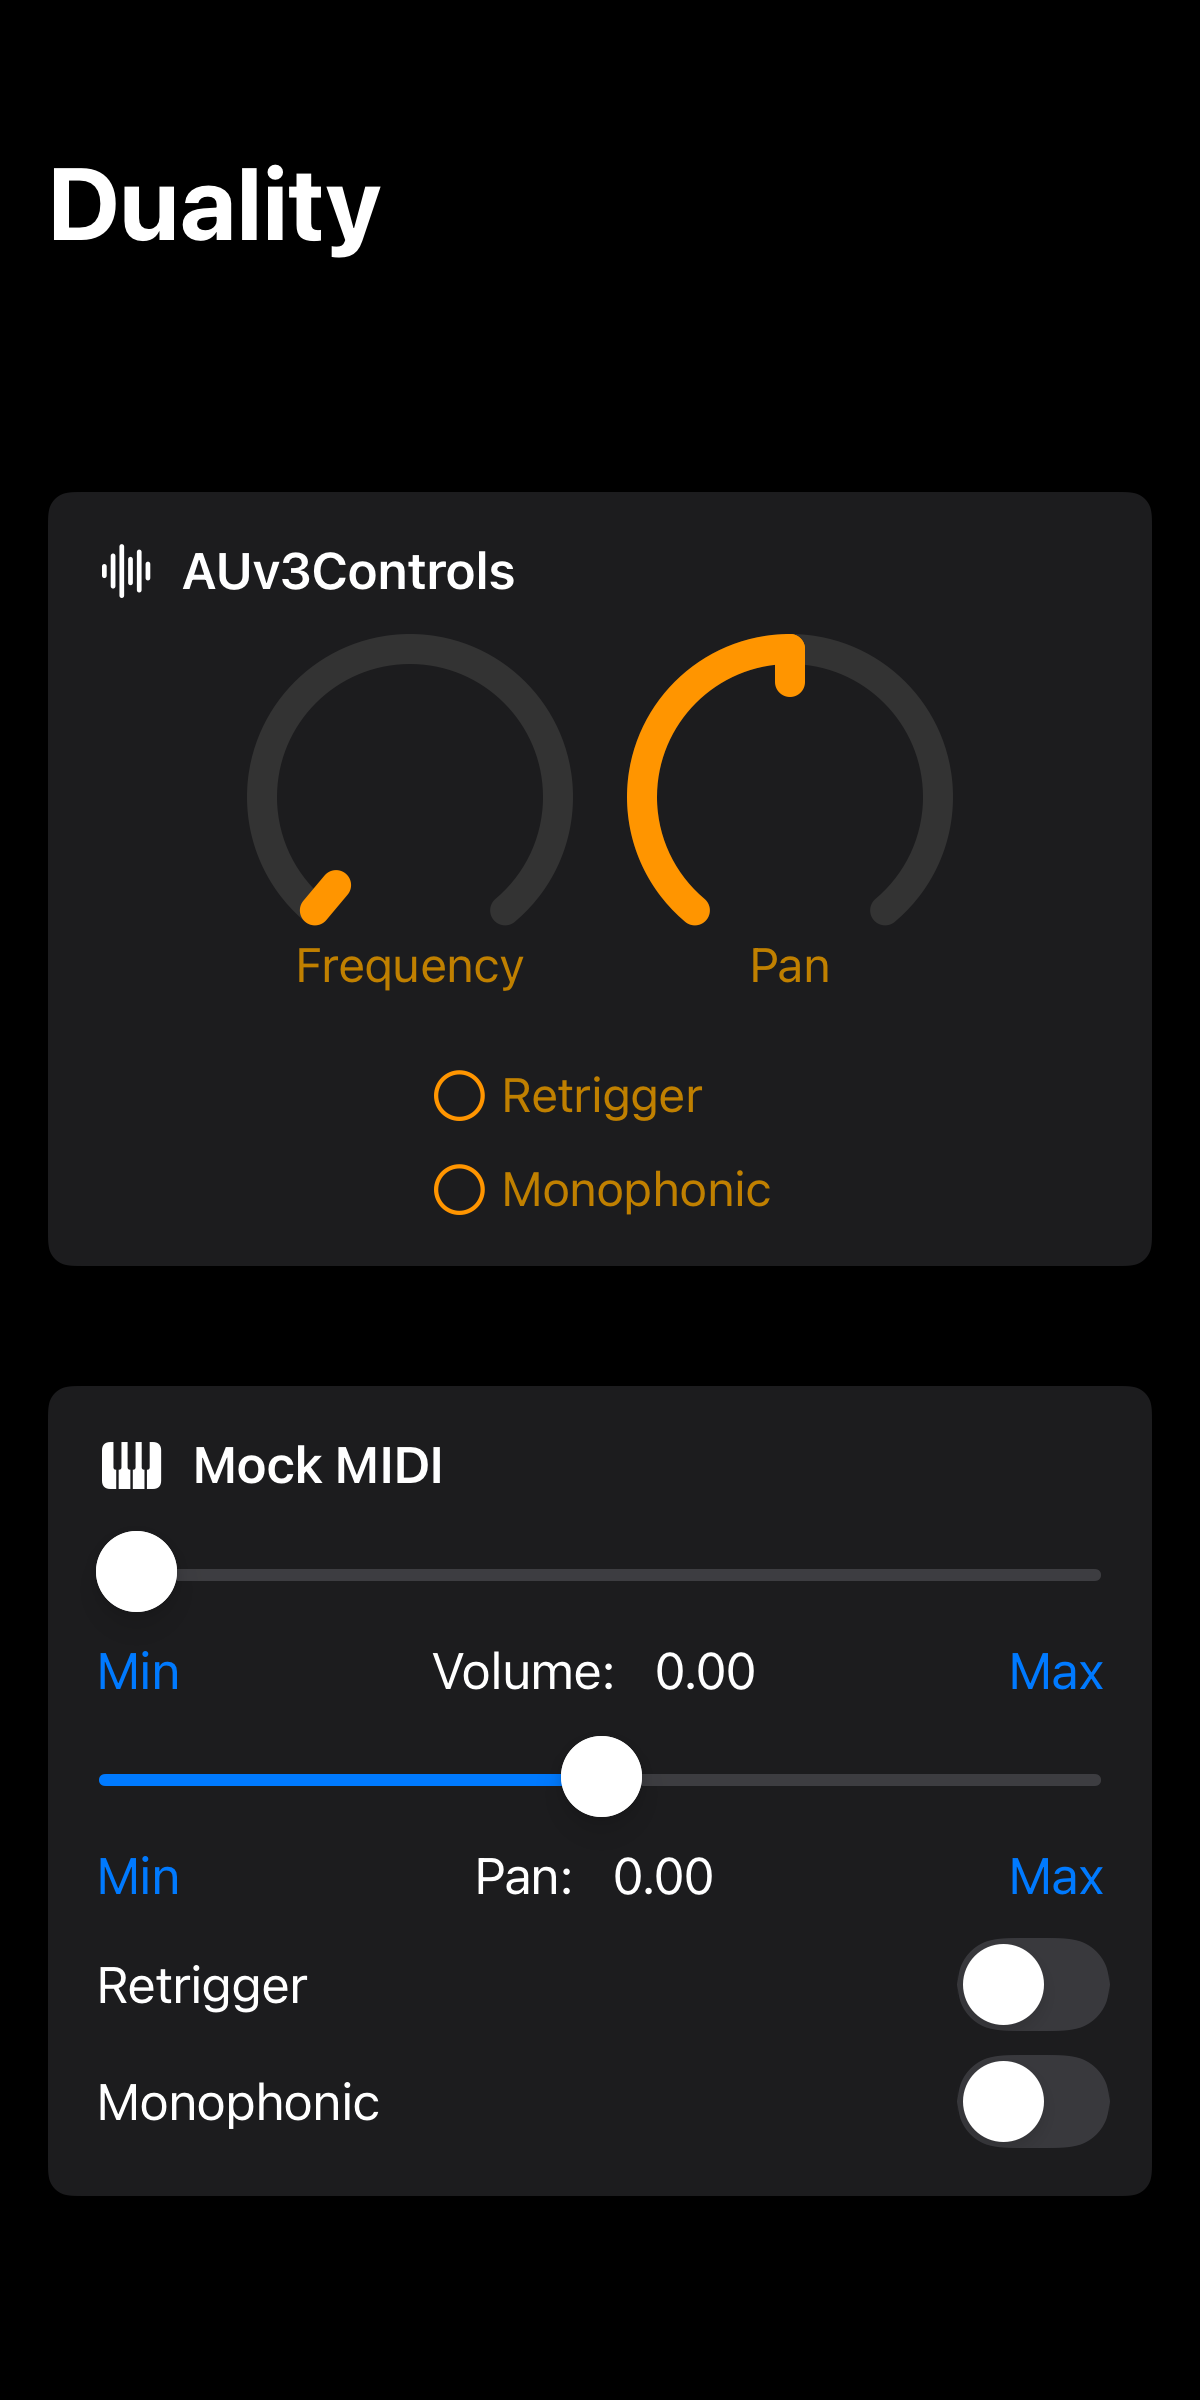 Duality
AUv3Controls
Frequency Pan
Retrigger
Monophonic
Mock MIDI
Min Volume: 0.00 Max
Min Pan: 0.00 Max
Retrigger
Monophonic